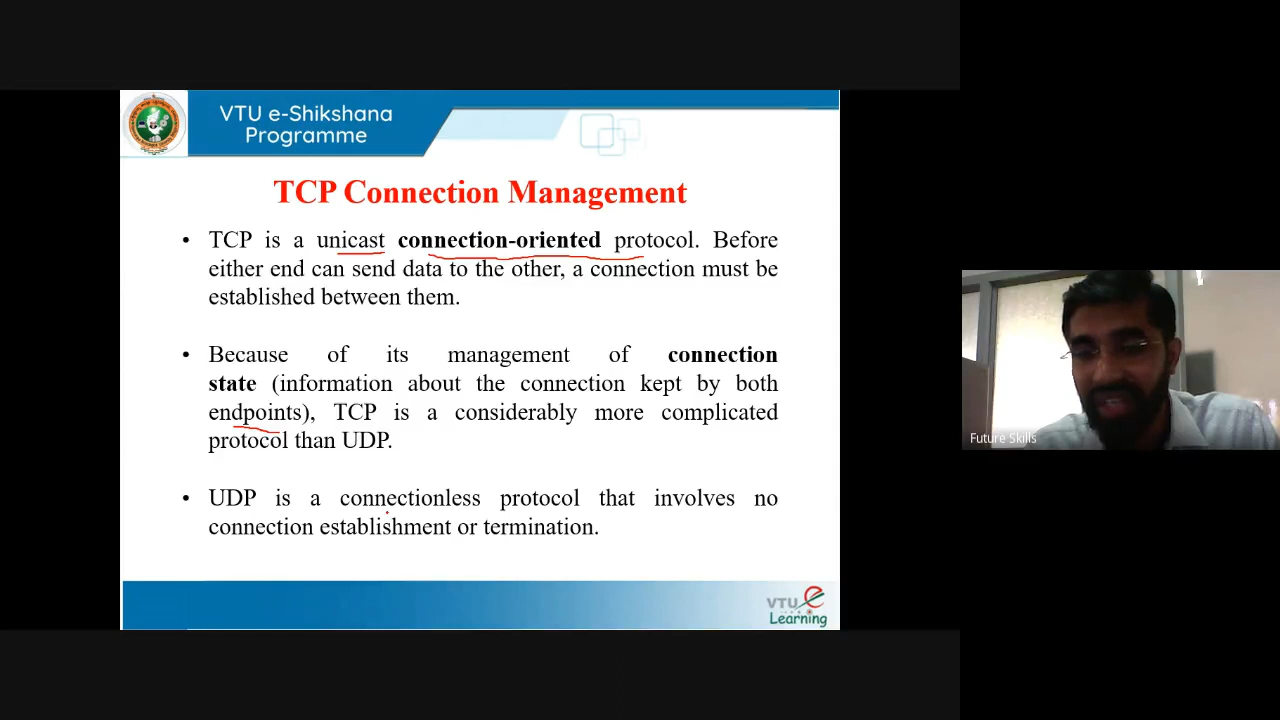 VTU e-Shikshana
Programme
TCP Connection Management
• TCP is a unicast connection-oriented protocol. Before
either end can send data to the other, a connection must be
established between them.
• Because of its management of connection
state (information about the connection kept by both
endpoints), TCP is a considerably more complicated
protocol than UDP.
• UDP is a connectionless protocol that involves no
connection establishment or termination.
VTU e
Learning
Future Skills